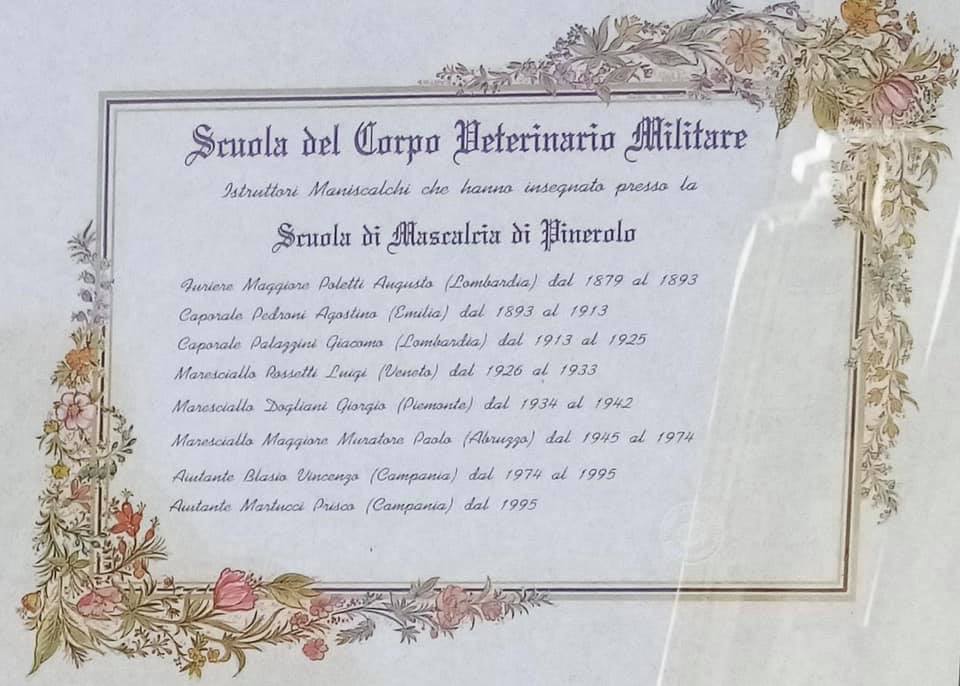 Scuola del Corpo Veterinario Militare
Istruttori Maniscalchi che hanno insegnato presso la
Scuola di Mascalcia di Pinerolo
Furiere Maggiore Poletti Augusto (Lombardia) dal 1879 al 1893
Caporale Pedroni Agostino (Emilia) dal 1893 al 1913
Caporale Palazzini Giacomo (Lombardia) dal 1913 al 1925
Maresciallo Rossetti Luigi (Veneto) dal 1926 al 1933
Maresciallo Dogliani Giorgio (Piemonte) dal 1934 al 1942
Maresciallo Maggiore Muratore Paolo (Abruzzo) dal 1945 al 1974
Aiutante Blasio Vincenzo (Campania) dal 1974 al 1995
Aiutante Martucci Prisco (Campania) dal 1995